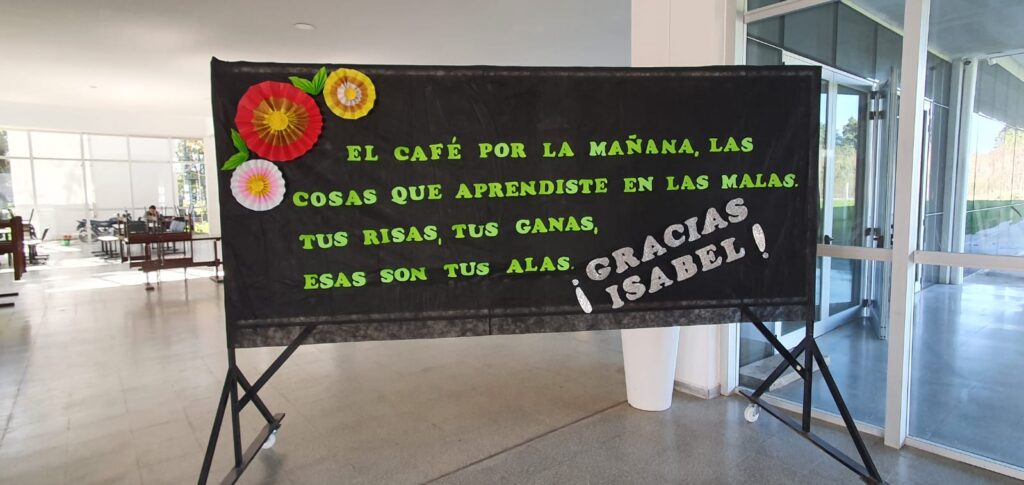 EL CAFÉ POR LA MAÑANA, LAS
COSAS QUE APRENDISTE EN LAS MALAS.
TUS RISAS, TUS GANAS,
ESAS SON TUS ALAS.
¡GRACIAS
ISABEL!